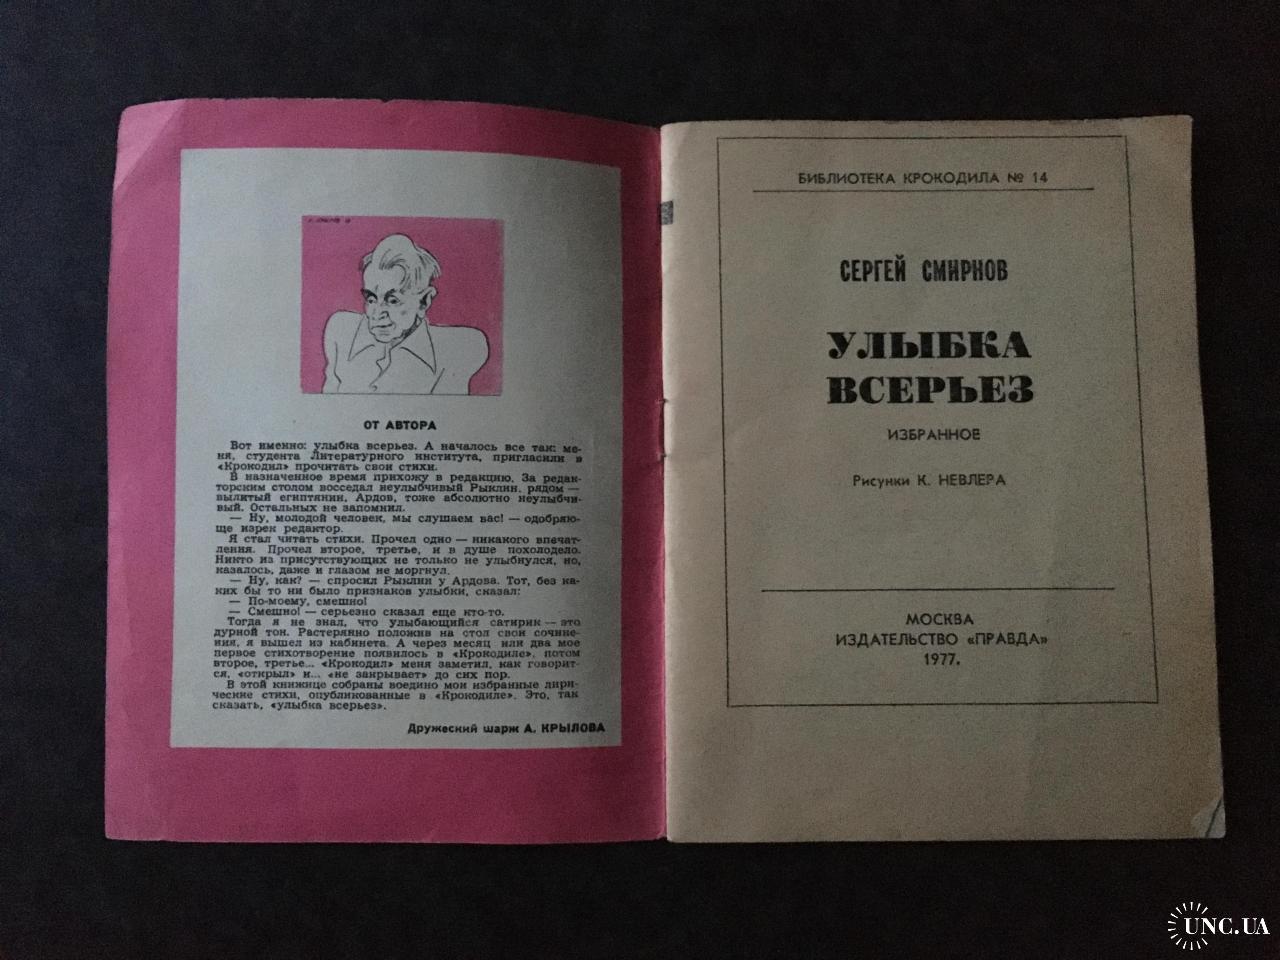 ОТ АВТОРА
Вот именно: улыбка всерьез. А началось все так: ме-
ня, студента Литературного института, пригласили в
«Крокодил» прочитать свои стихи.
В назначенное время прихожу в редакцию. За редак-
торским столом восседал неулыбчивый Рыклин, рядом —
вылитый египтянин, Ардов, тоже абсолютно неулыбчи-
вый. Остальных не запомнил.
— Ну, молодой человек, мы слушаем вас! — одобряю-
ще изрек редактор.
Я стал читать стихи. Прочел одно — никакого впечат-
ления. Прочел второе, третье, и в душе похолодело.
Никто из присутствующих не только не улыбнулся, но,
казалось, даже и глазом не моргнул.
— Ну, как? — спросил Рыклин у Ардова. Тот, без ка-
ких бы то ни было признаков улыбки, сказал:
— По-моему, смешно!
— Смешно! — серьезно сказал еще кто-то.
Тогда я не знал, что улыбающийся сатирик — это
дурной тон. Растерянно положив на стол свои сочине-
ния, я вышел из кабинета. А через месяц или два мое
первое стихотворение появилось в «Крокодиле», потом
второе, третье... «Крокодил» меня заметил, как говорит-
ся, «открыл» и... «не закрывает» до сих пор.
В этой книжице собраны воедино мои избранные лири-
ческие стихи, опубликованные в «Крокодиле». Это, так
сказать, «улыбка всерьез».
Дружеский шарж А. КРЫЛОВА
БИБЛИОТЕКА КРОКОДИЛА № 14
СЕРГЕЙ СМИРНОВ
УЛЫБКА
ВСЕРЬЕЗ
ИЗБРАННОЕ
Рисунки К. НЕВЛЕРА
МОСКВА
ИЗДАТЕЛЬСТВО «ПРАВДА»
1977.
UNC.UA